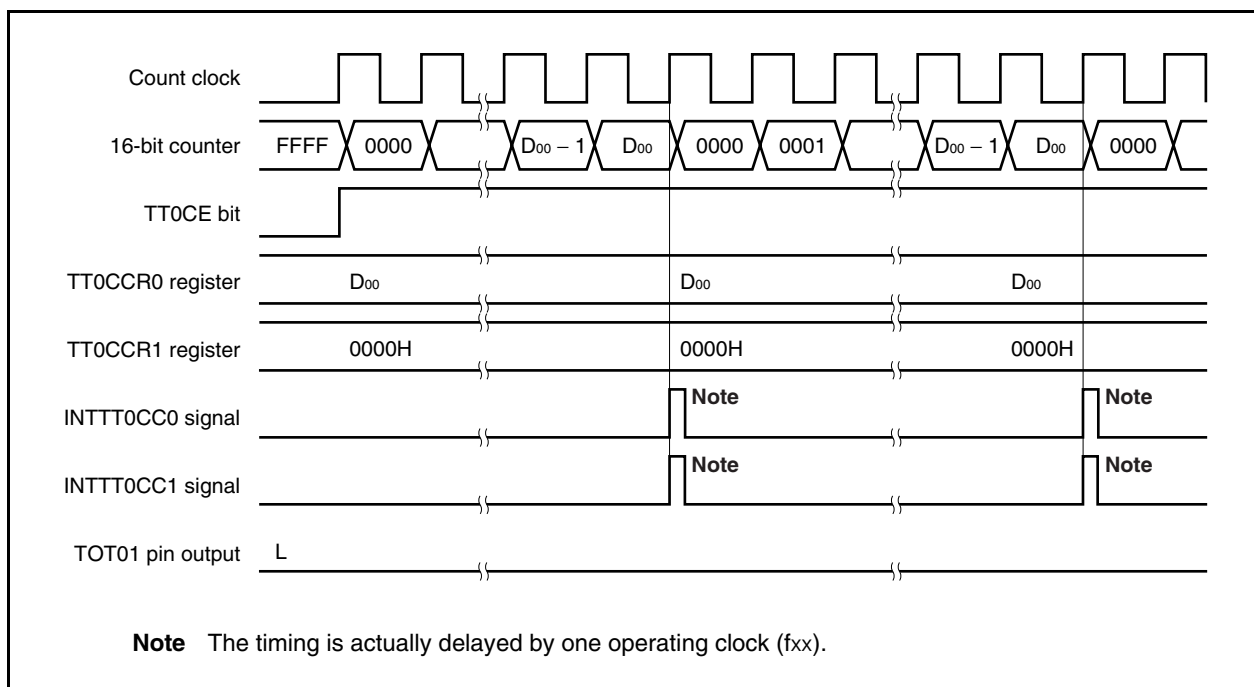 Count clock
16-bit counter FFFF 0000 D00 − 1 D00 0000 0001 D00 − 1 D00 0000
TT0CE bit
TT0CCR0 register D00 D00 D00
TT0CCR1 register 0000H 0000H 0000H
INTTT0CC0 signal Note Note
INTTT0CC1 signal Note Note
TOT01 pin output L
Note The timing is actually delayed by one operating clock (fxx).